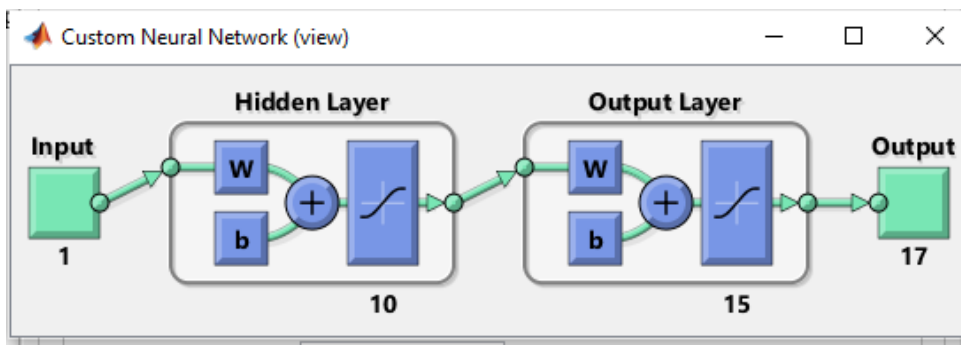 Custom Neural Network (view)
Hidden Layer
Output Layer
Input
Output
W
W
b
b
1
10
15
17